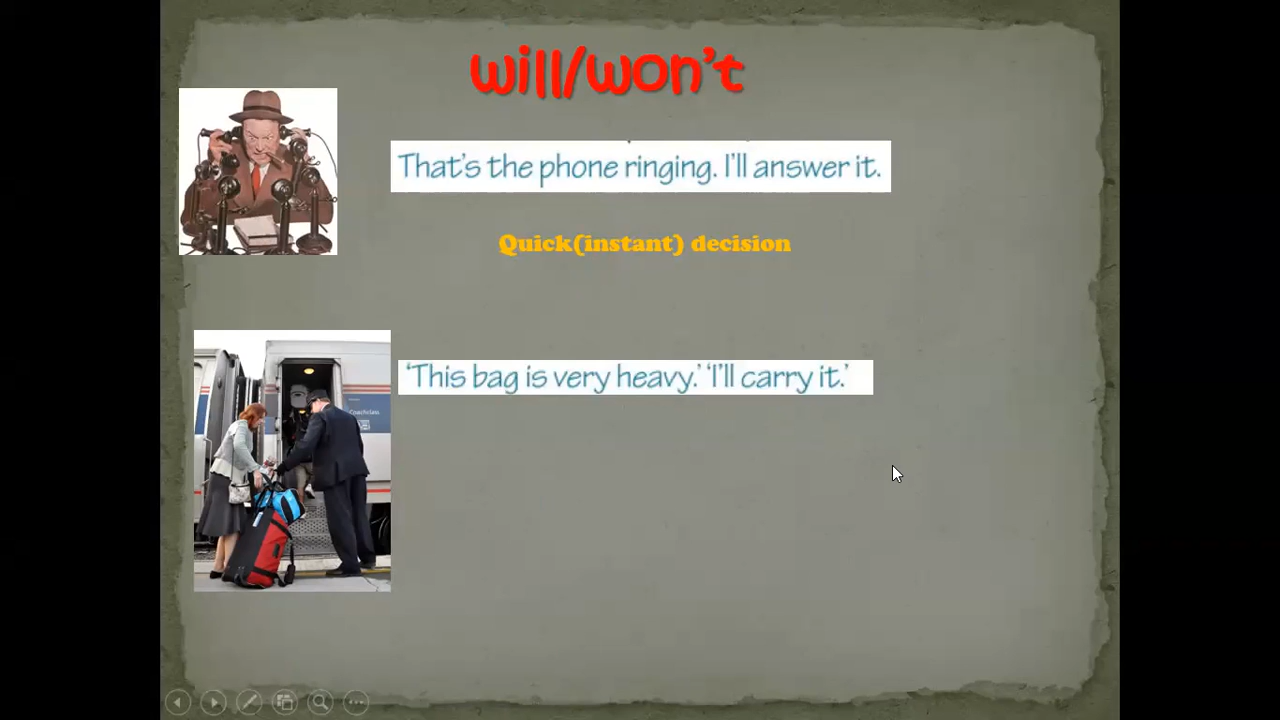 will/won't
That's the phone ringing. I'll answer it.
Quick(instant) decision
'This bag is very heavy.' 'I'll carry it.'